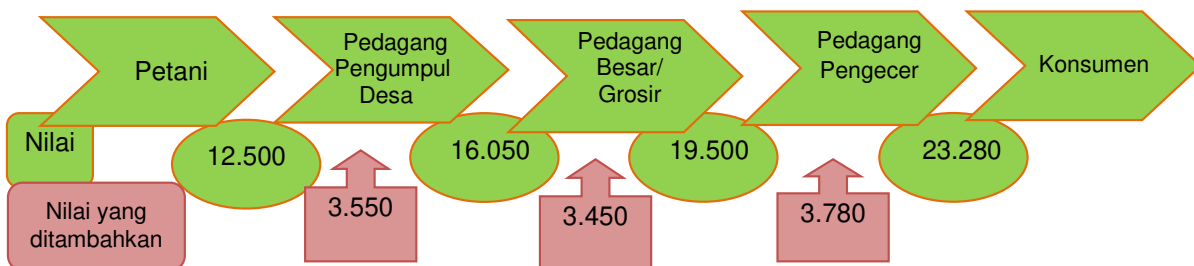 Petani
Pedagang
Pengumpul
Desa
Pedagang
Besar/
Grosir
Pedagang
Pengecer
Konsumen
Nilai
12.500
16.050
19.500
23.280
Nilai yang
ditambahkan
3.550
3.450
3.780